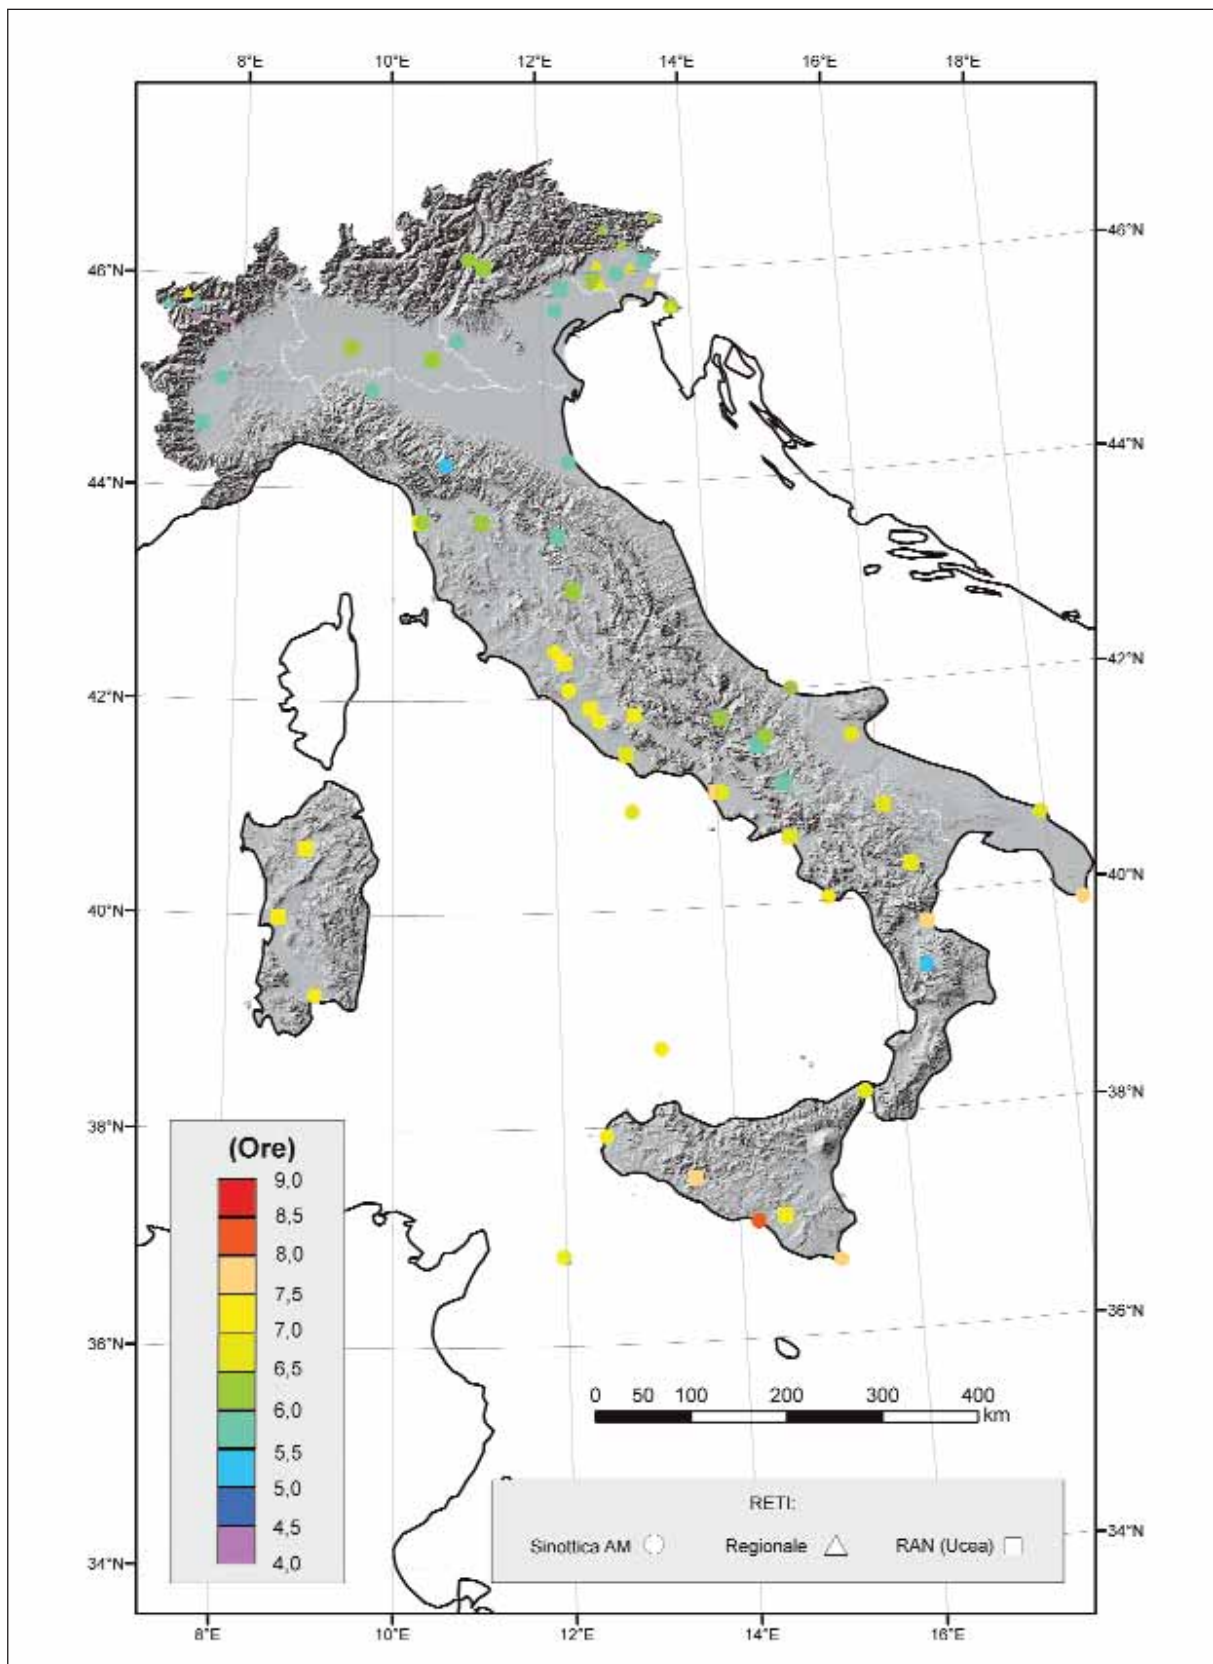 8°E 10°E 12°E 14°E 16°E 18°E
46°N
46°N
44°N
44°N
42°N
42°N
40°N
40°N
38°N
38°N
36°N
36°N
34°N
34°N
(Ore)
9,0
8,5
8,0
7,5
7,0
6,5
6,0
5,5
5,0
4,5
4,0
0 50 100 200 300 400
km
RETI:
Sinottica AM Regionale RAN (Ucea)
8°E 10°E 12°E 14°E 16°E